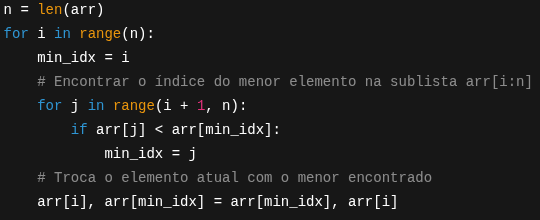 n = len(arr)
for i in range(n):
    min_idx = i
    # Encontrar o índice do menor elemento na sublista arr[i:n]
    for j in range(i + 1, n):
        if arr[j] < arr[min_idx]:
            min_idx = j
    # Troca o elemento atual com o menor encontrado
    arr[i], arr[min_idx] = arr[min_idx], arr[i]